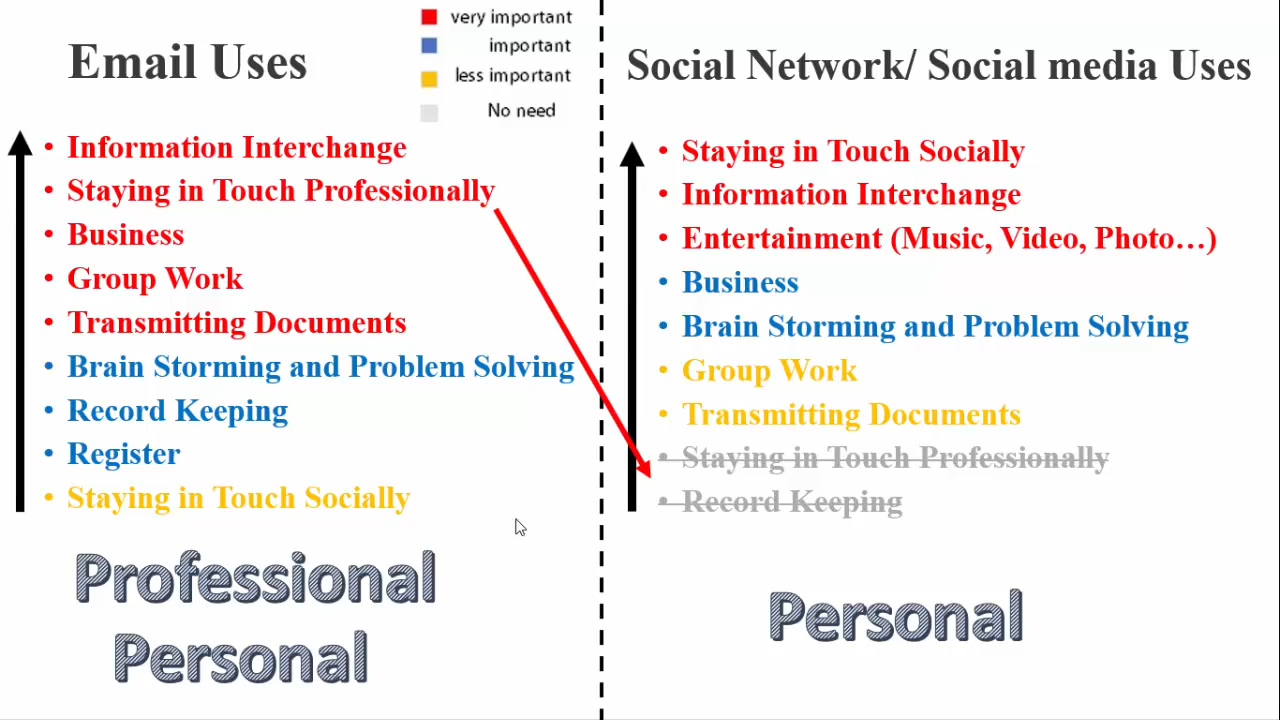 very important
important
less important
No need
Email Uses
• Information Interchange
• Staying in Touch Professionally
• Business
• Group Work
• Transmitting Documents
• Brain Storming and Problem Solving
• Record Keeping
• Register
• Staying in Touch Socially
Professional
Personal
Social Network/ Social media Uses
• Staying in Touch Socially
• Information Interchange
• Entertainment (Music, Video, Photo…)
• Business
• Brain Storming and Problem Solving
• Group Work
• Transmitting Documents
• Staying in Touch Professionally
• Record Keeping
Personal